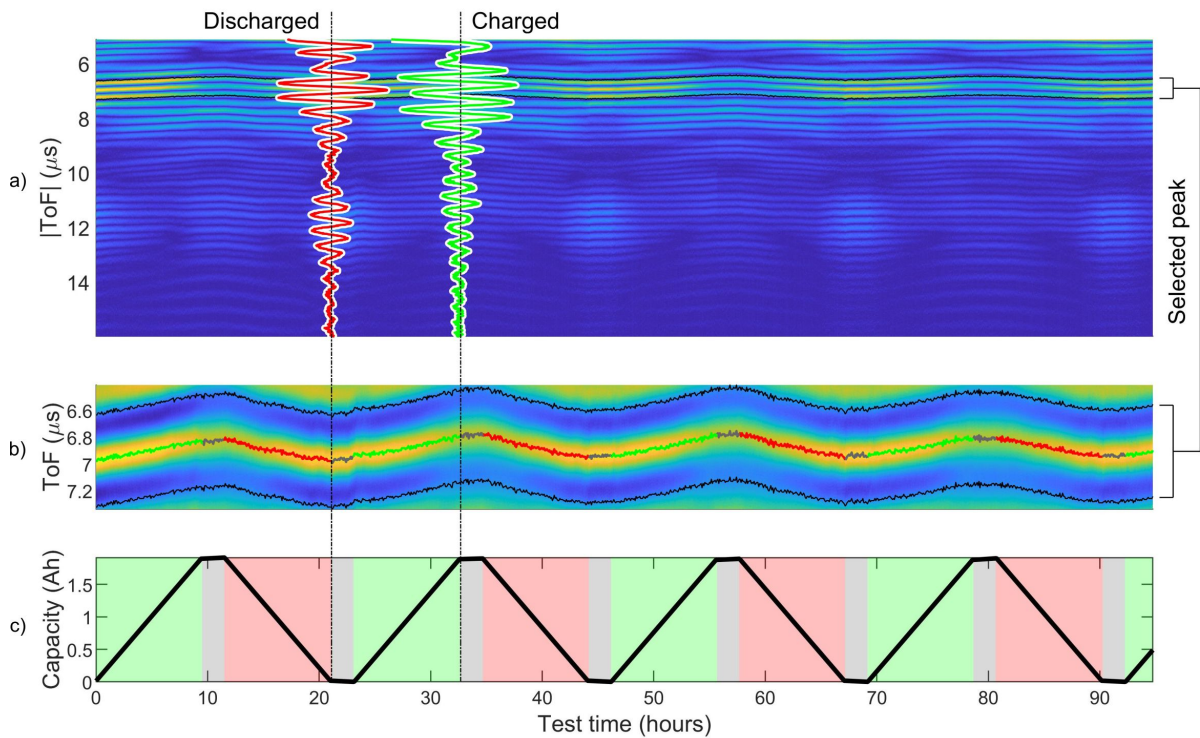 Discharged Charged
a)
|ToF| (μs)
6
8
10
12
14
Selected peak
b)
ToF (μs)
6.6
6.8
7
7.2
c)
Capacity (Ah)
1.5
1
0.5
0
0 10 20 30 40 50 60 70 80 90
Test time (hours)